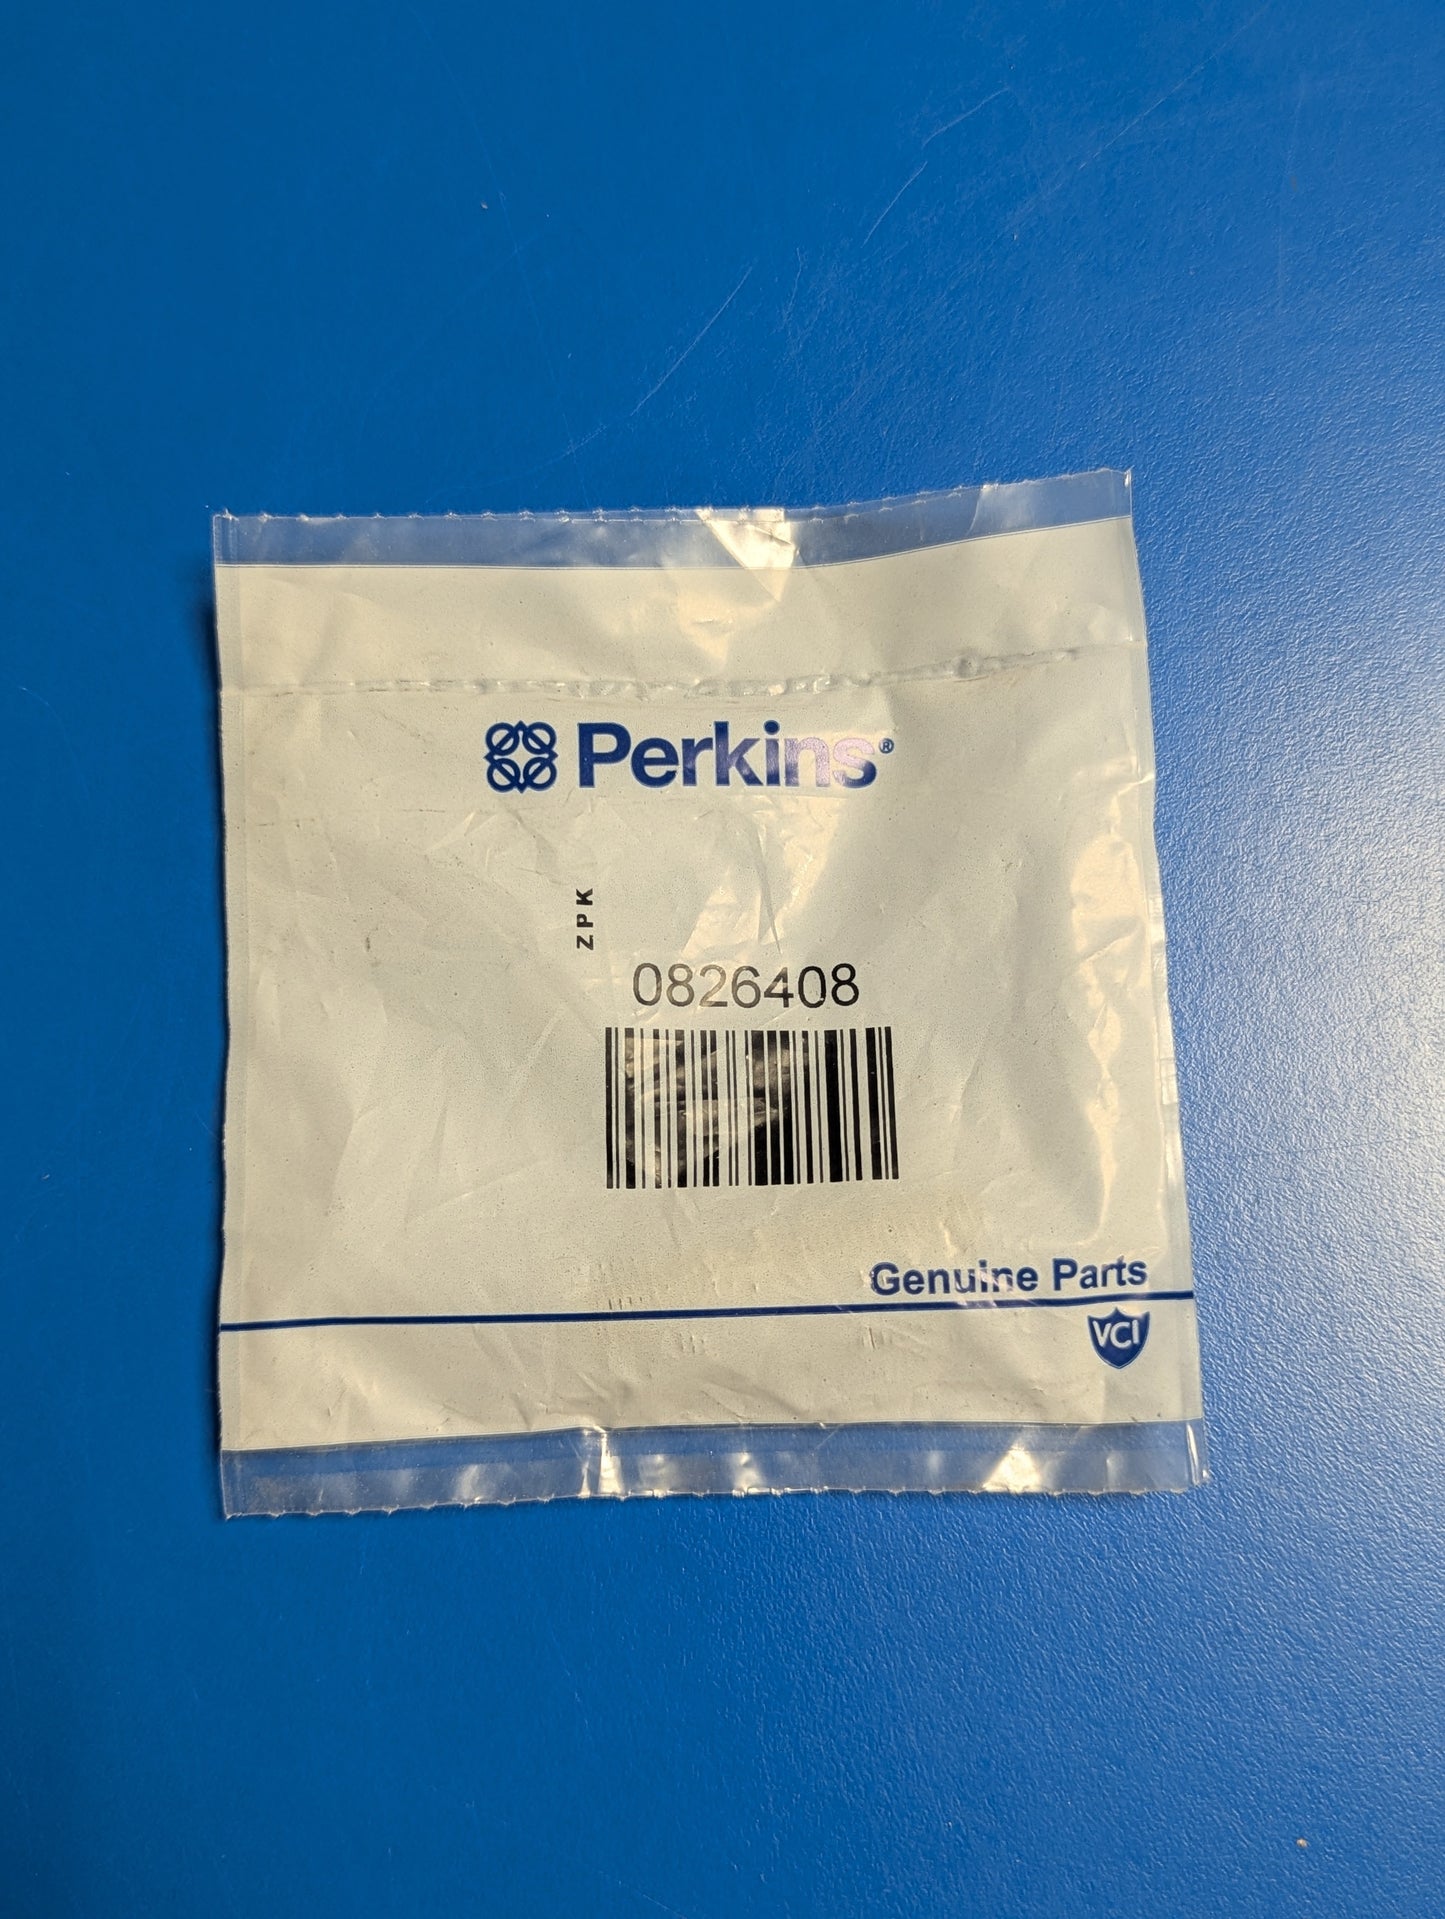 Perkins®
ZPK
0826408
Genuine Parts
VCI